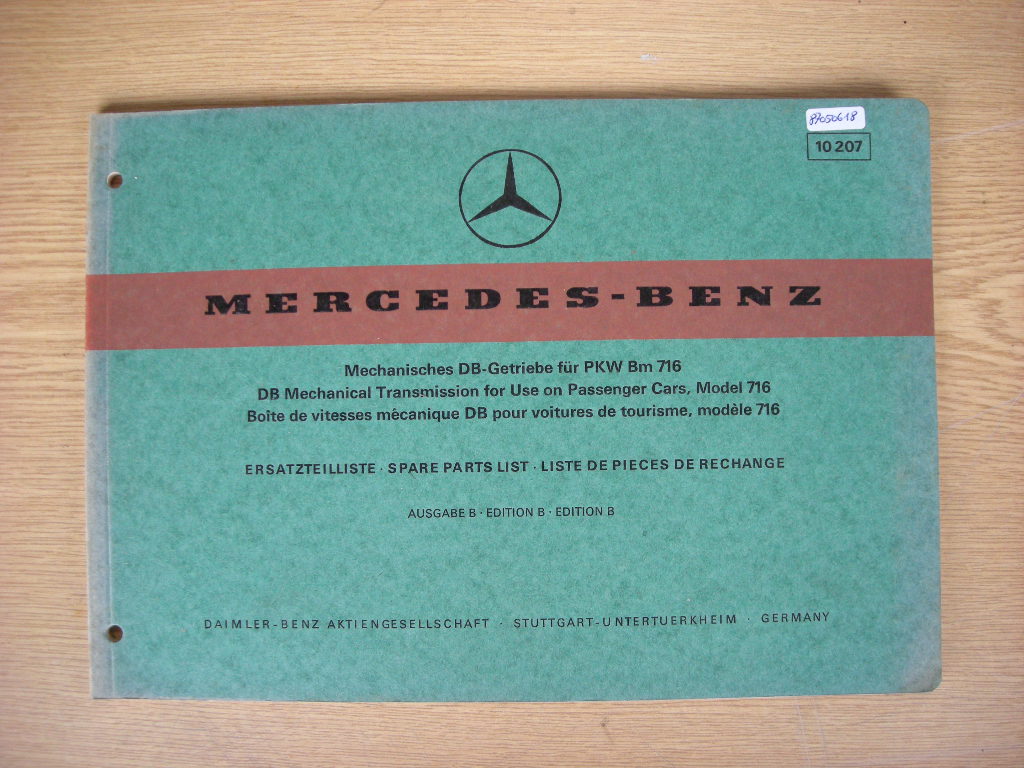 87050618
10 207
MERCEDES-BENZ
Mechanisches DB-Getriebe für PKW Bm 716
DB Mechanical Transmission for Use on Passenger Cars, Model 716
Boîte de vitesses mêcanique DB pour voitures de tourisme, modèle 716
ERSATZTEILLISTE · SPARE PARTS LIST · LISTE DE PIECES DE RECHANGE
AUSGABE B · EDITION B · EDITION B
DAIMLER-BENZ AKTIENGESELLSCHAFT · STUTTGART-UNTERTUERKHEIM · GERMANY